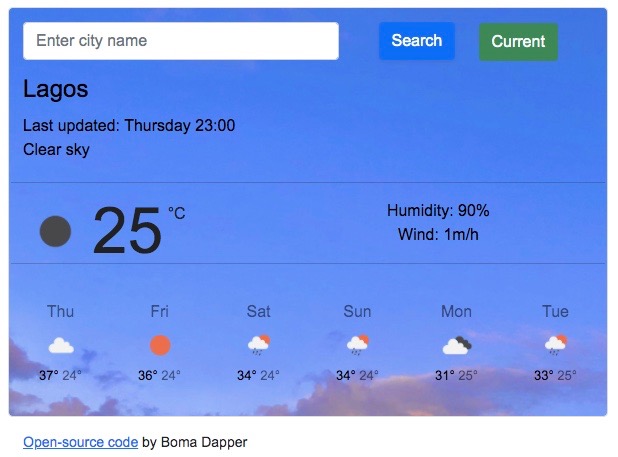 Enter city name Search Current
Lagos
Last updated: Thursday 23:00
Clear sky
25 °C
Humidity: 90%
Wind: 1m/h
Thu Fri Sat Sun Mon Tue
37° 24° 36° 24° 34° 24° 34° 24° 31° 25° 33° 25°
Open-source code by Boma Dapper